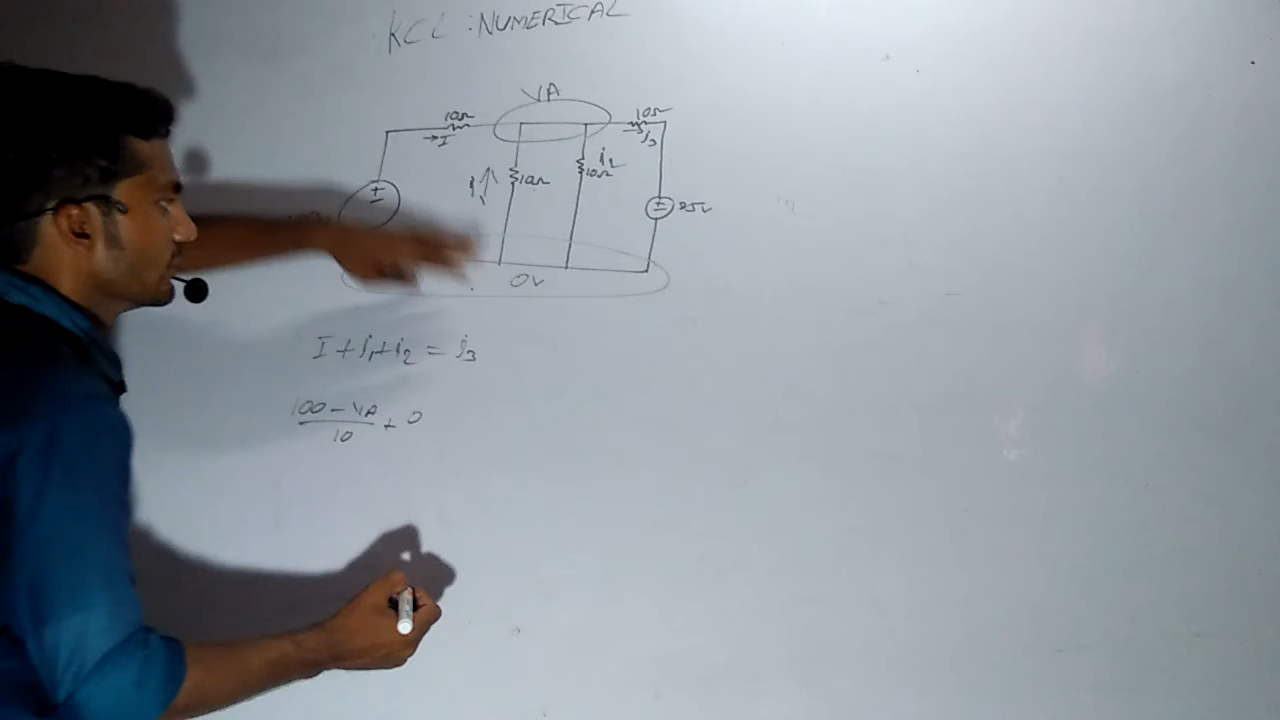 KCL : NUMERICAL
VA
10Ω
10Ω
→I
i3
i1
10Ω
i2
10Ω
25V
0V
I + i1 + i2 = i3
100 - VA
10
+ 0